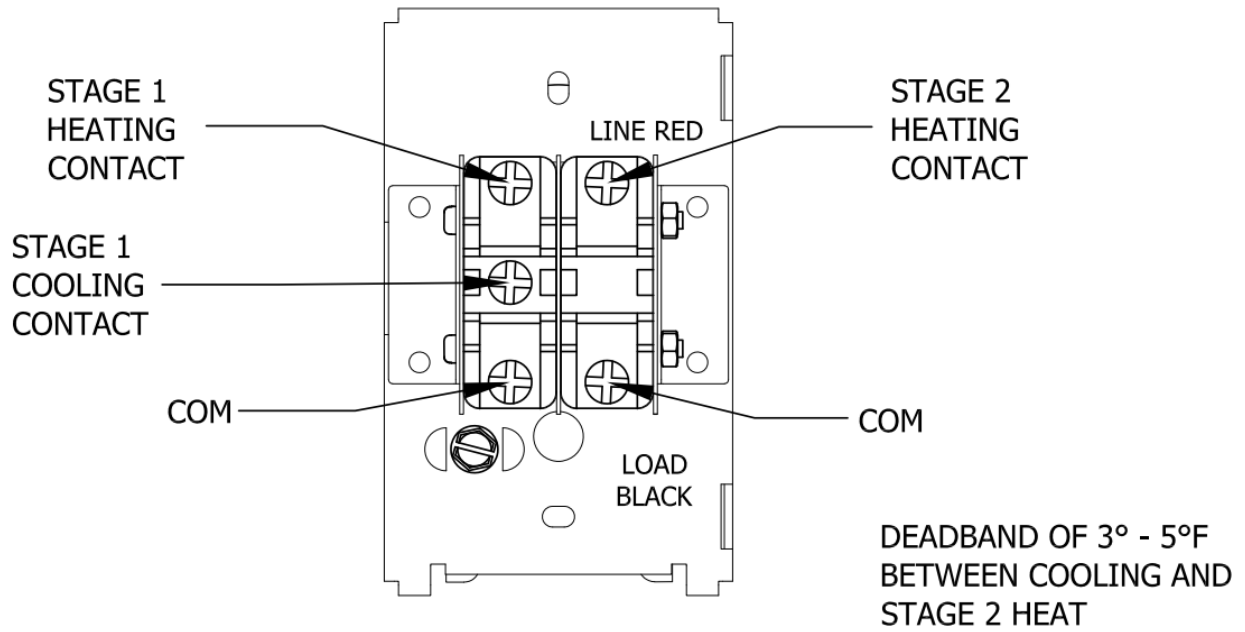 STAGE 1
HEATING
CONTACT
LINE RED
STAGE 2
HEATING
CONTACT
STAGE 1
COOLING
CONTACT
COM
COM
LOAD
BLACK
DEADBAND OF 3° - 5°F
BETWEEN COOLING AND
STAGE 2 HEAT